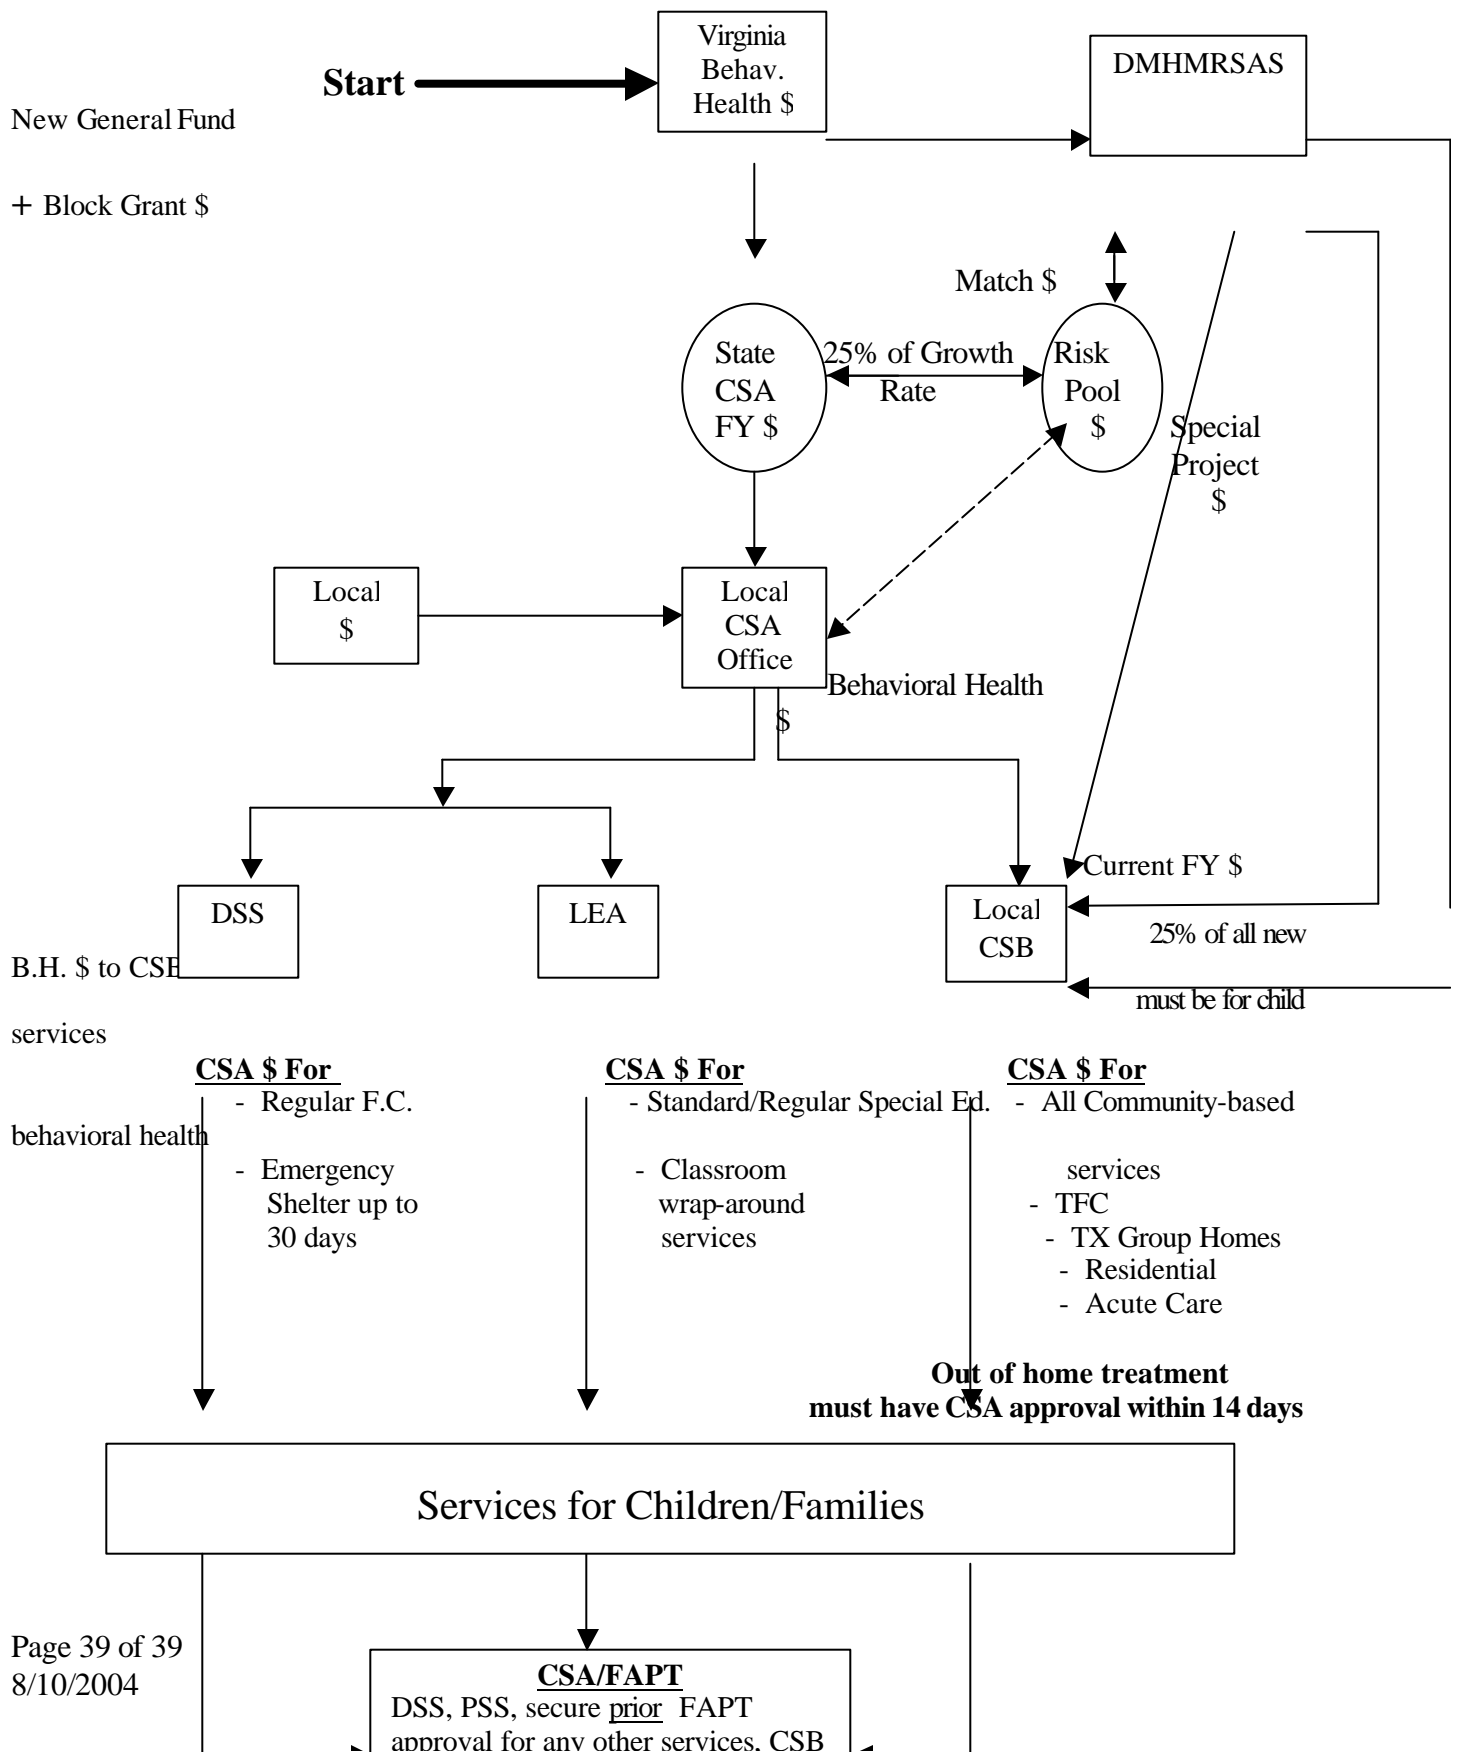 Virginia
Behav.
Health $
DMHMRSAS
Start
New General Fund
+ Block Grant $
Match $
State
CSA
FY $
25% of Growth
Rate
Risk
Pool
$
Special
Project
$
Local
$
Local
CSA
Office
Behavioral Health
$
Current FY $
DSS
LEA
Local
CSB
25% of all new
B.H. $ to CSB
must be for child
services
CSA $ For
- Regular F.C.
behavioral health
- Emergency
Shelter up to
30 days
CSA $ For
- Standard/Regular Special Ed.
- Classroom
wrap-around
services
CSA $ For
- All Community-based
services
- TFC
- TX Group Homes
- Residential
- Acute Care
Out of home treatment
must have CSA approval within 14 days
Services for Children/Families
Page 39 of 39
8/10/2004
CSA/FAPT
DSS, PSS, secure prior FAPT
approval for any other services, CSB